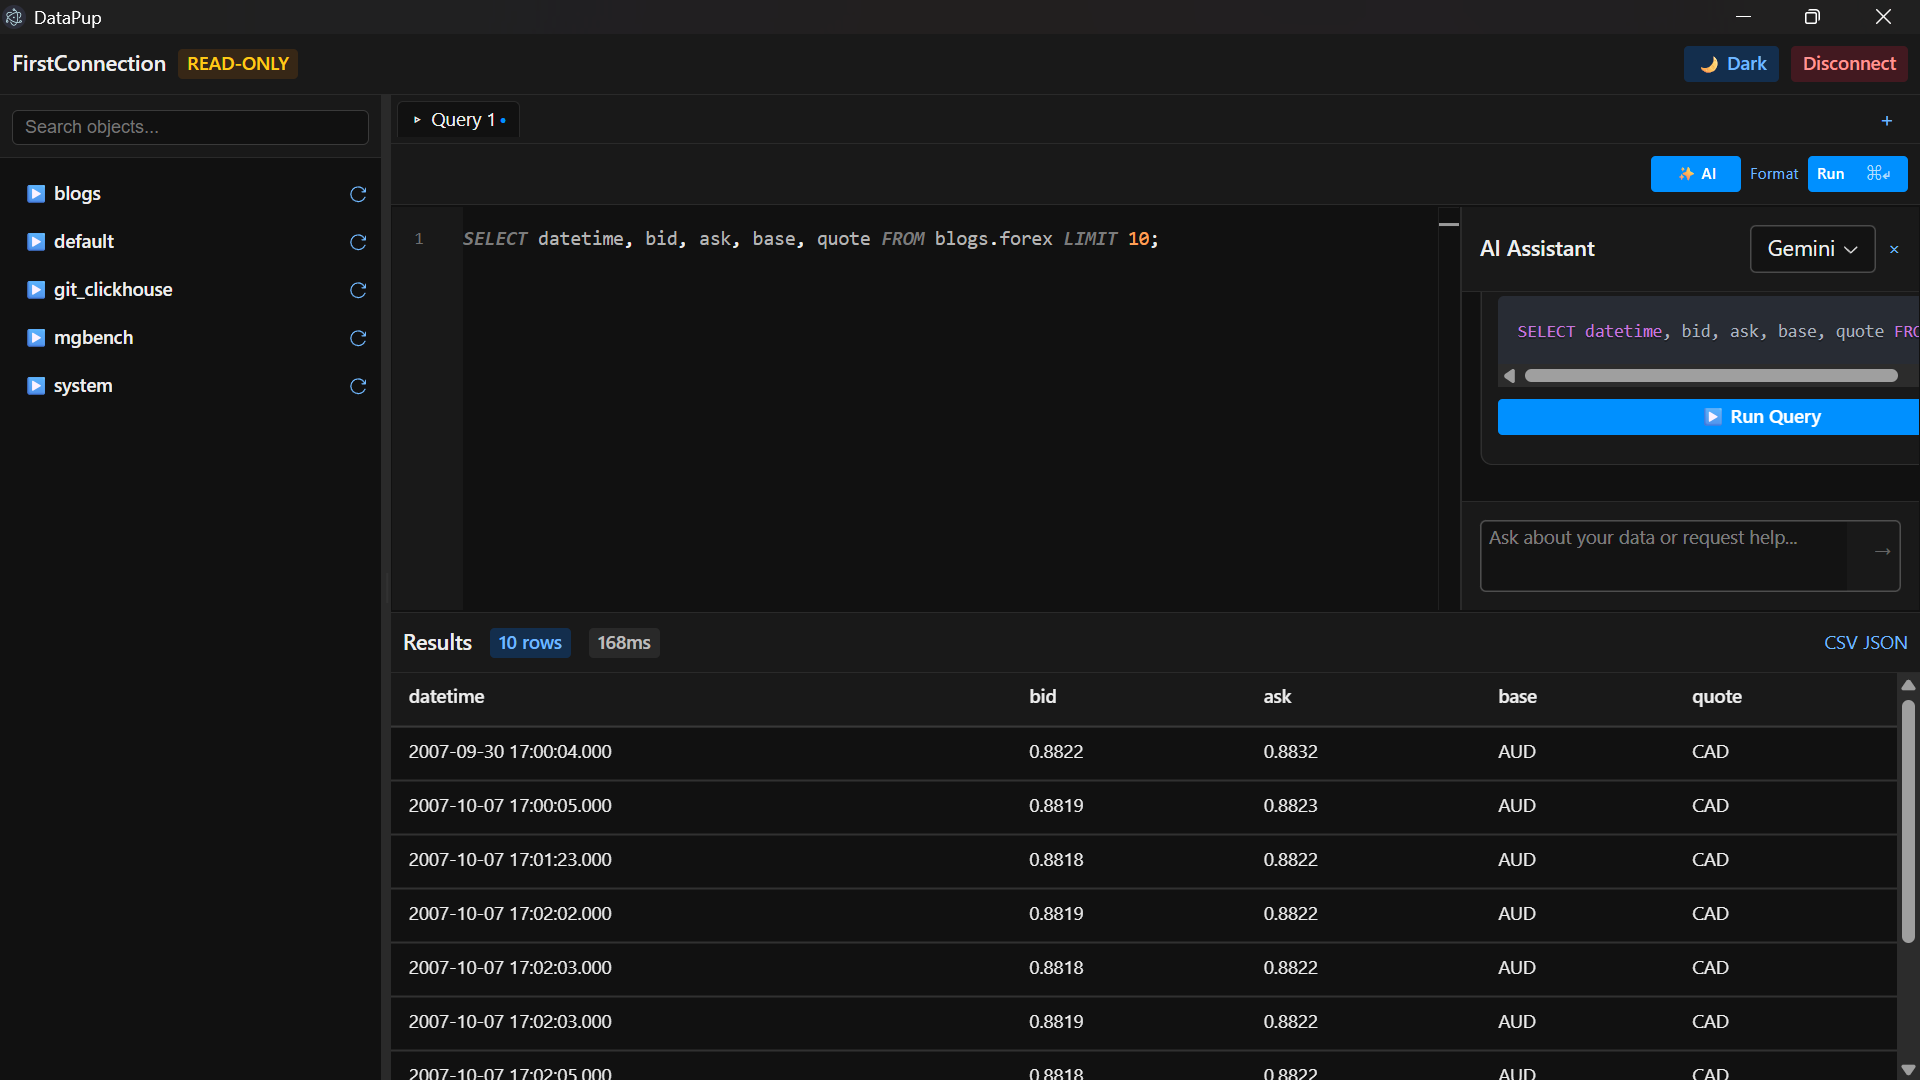 DataPup
FirstConnection READ-ONLY
🌙 Dark Disconnect
Search objects...
blogs
default
git_clickhouse
mgbench
system
Query 1
+
✨ AI Format Run ⌘↲
1 SELECT datetime, bid, ask, base, quote FROM blogs.forex LIMIT 10;
AI Assistant Gemini ×
SELECT datetime, bid, ask, base, quote FRO
Run Query
Ask about your data or request help... →
Results 10 rows 168ms CSV JSON
datetime bid ask base quote
2007-09-30 17:00:04.000 0.8822 0.8832 AUD CAD
2007-10-07 17:00:05.000 0.8819 0.8823 AUD CAD
2007-10-07 17:01:23.000 0.8818 0.8822 AUD CAD
2007-10-07 17:02:02.000 0.8819 0.8822 AUD CAD
2007-10-07 17:02:03.000 0.8818 0.8822 AUD CAD
2007-10-07 17:02:03.000 0.8819 0.8822 AUD CAD
2007-10-07 17:02:05.000 0.8818 0.8822 AUD CAD